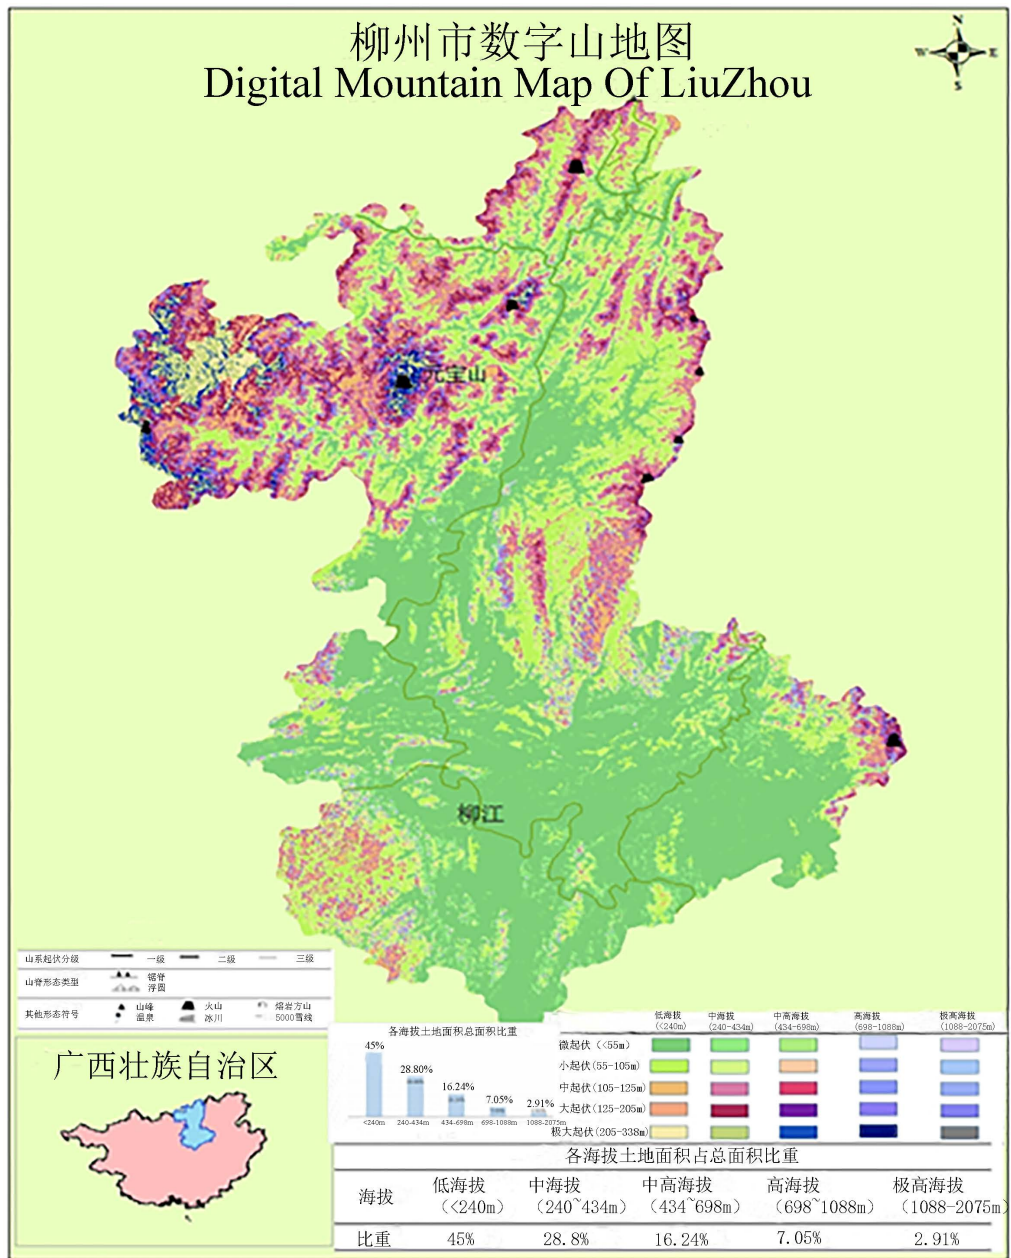 柳州市数字山地图
Digital Mountain Map Of LiuZhou
N
W E
S
元宝山
柳江
山系起伏分级 一级 二级 三级
山脊形态类型 锯脊
浮圆
其他形态符号 山峰 火山 熔岩方山
温泉 冰川 5000雪线
广西壮族自治区
各海拔土地面积总面积比重
45%
28.80%
16.24%
7.05%
2.91%
<240m 240-434m 434-698m 698-1088m 1088-2075m
低海拔 中海拔 中高海拔 高海拔 极高海拔
(<240m) (240-434m) (434-698m) (698-1088m) (1088-2075m)
微起伏 (<55m)
小起伏(55-105m)
中起伏(105-125m)
大起伏(125-205m)
极大起伏(205-338m)
各海拔土地面积占总面积比重
海拔 低海拔 中海拔 中高海拔 高海拔 极高海拔
（<240m） （240~434m） （434~698m） （698~1088m） （1088-2075m）
比重 45% 28.8% 16.24% 7.05% 2.91%